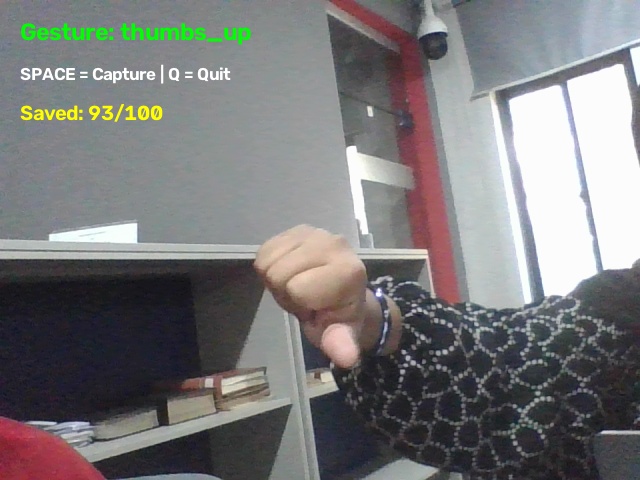 Gesture: thumbs_up
SPACE = Capture | Q = Quit
Saved: 93/100